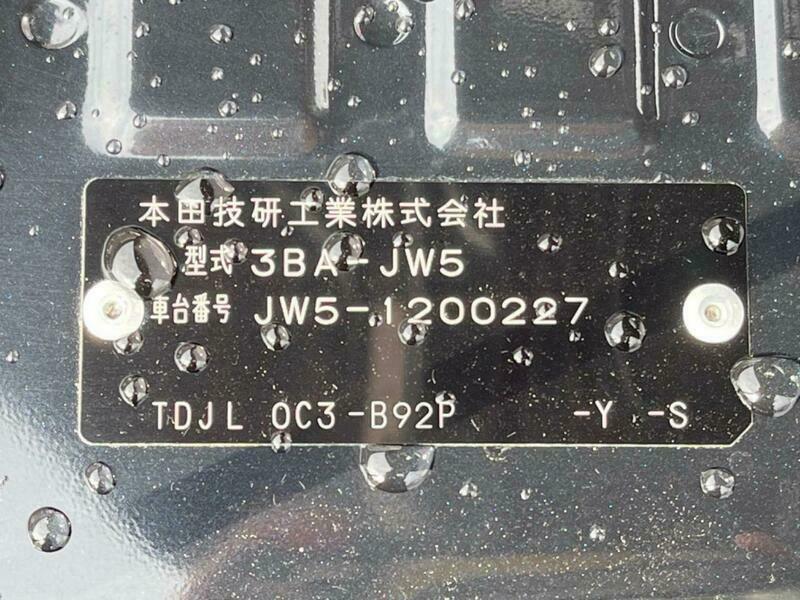 本田技研工業株式会社
型式 3BA-JW5
車台番号 JW5-1200227
TDJL 0C3-B92P -Y -S